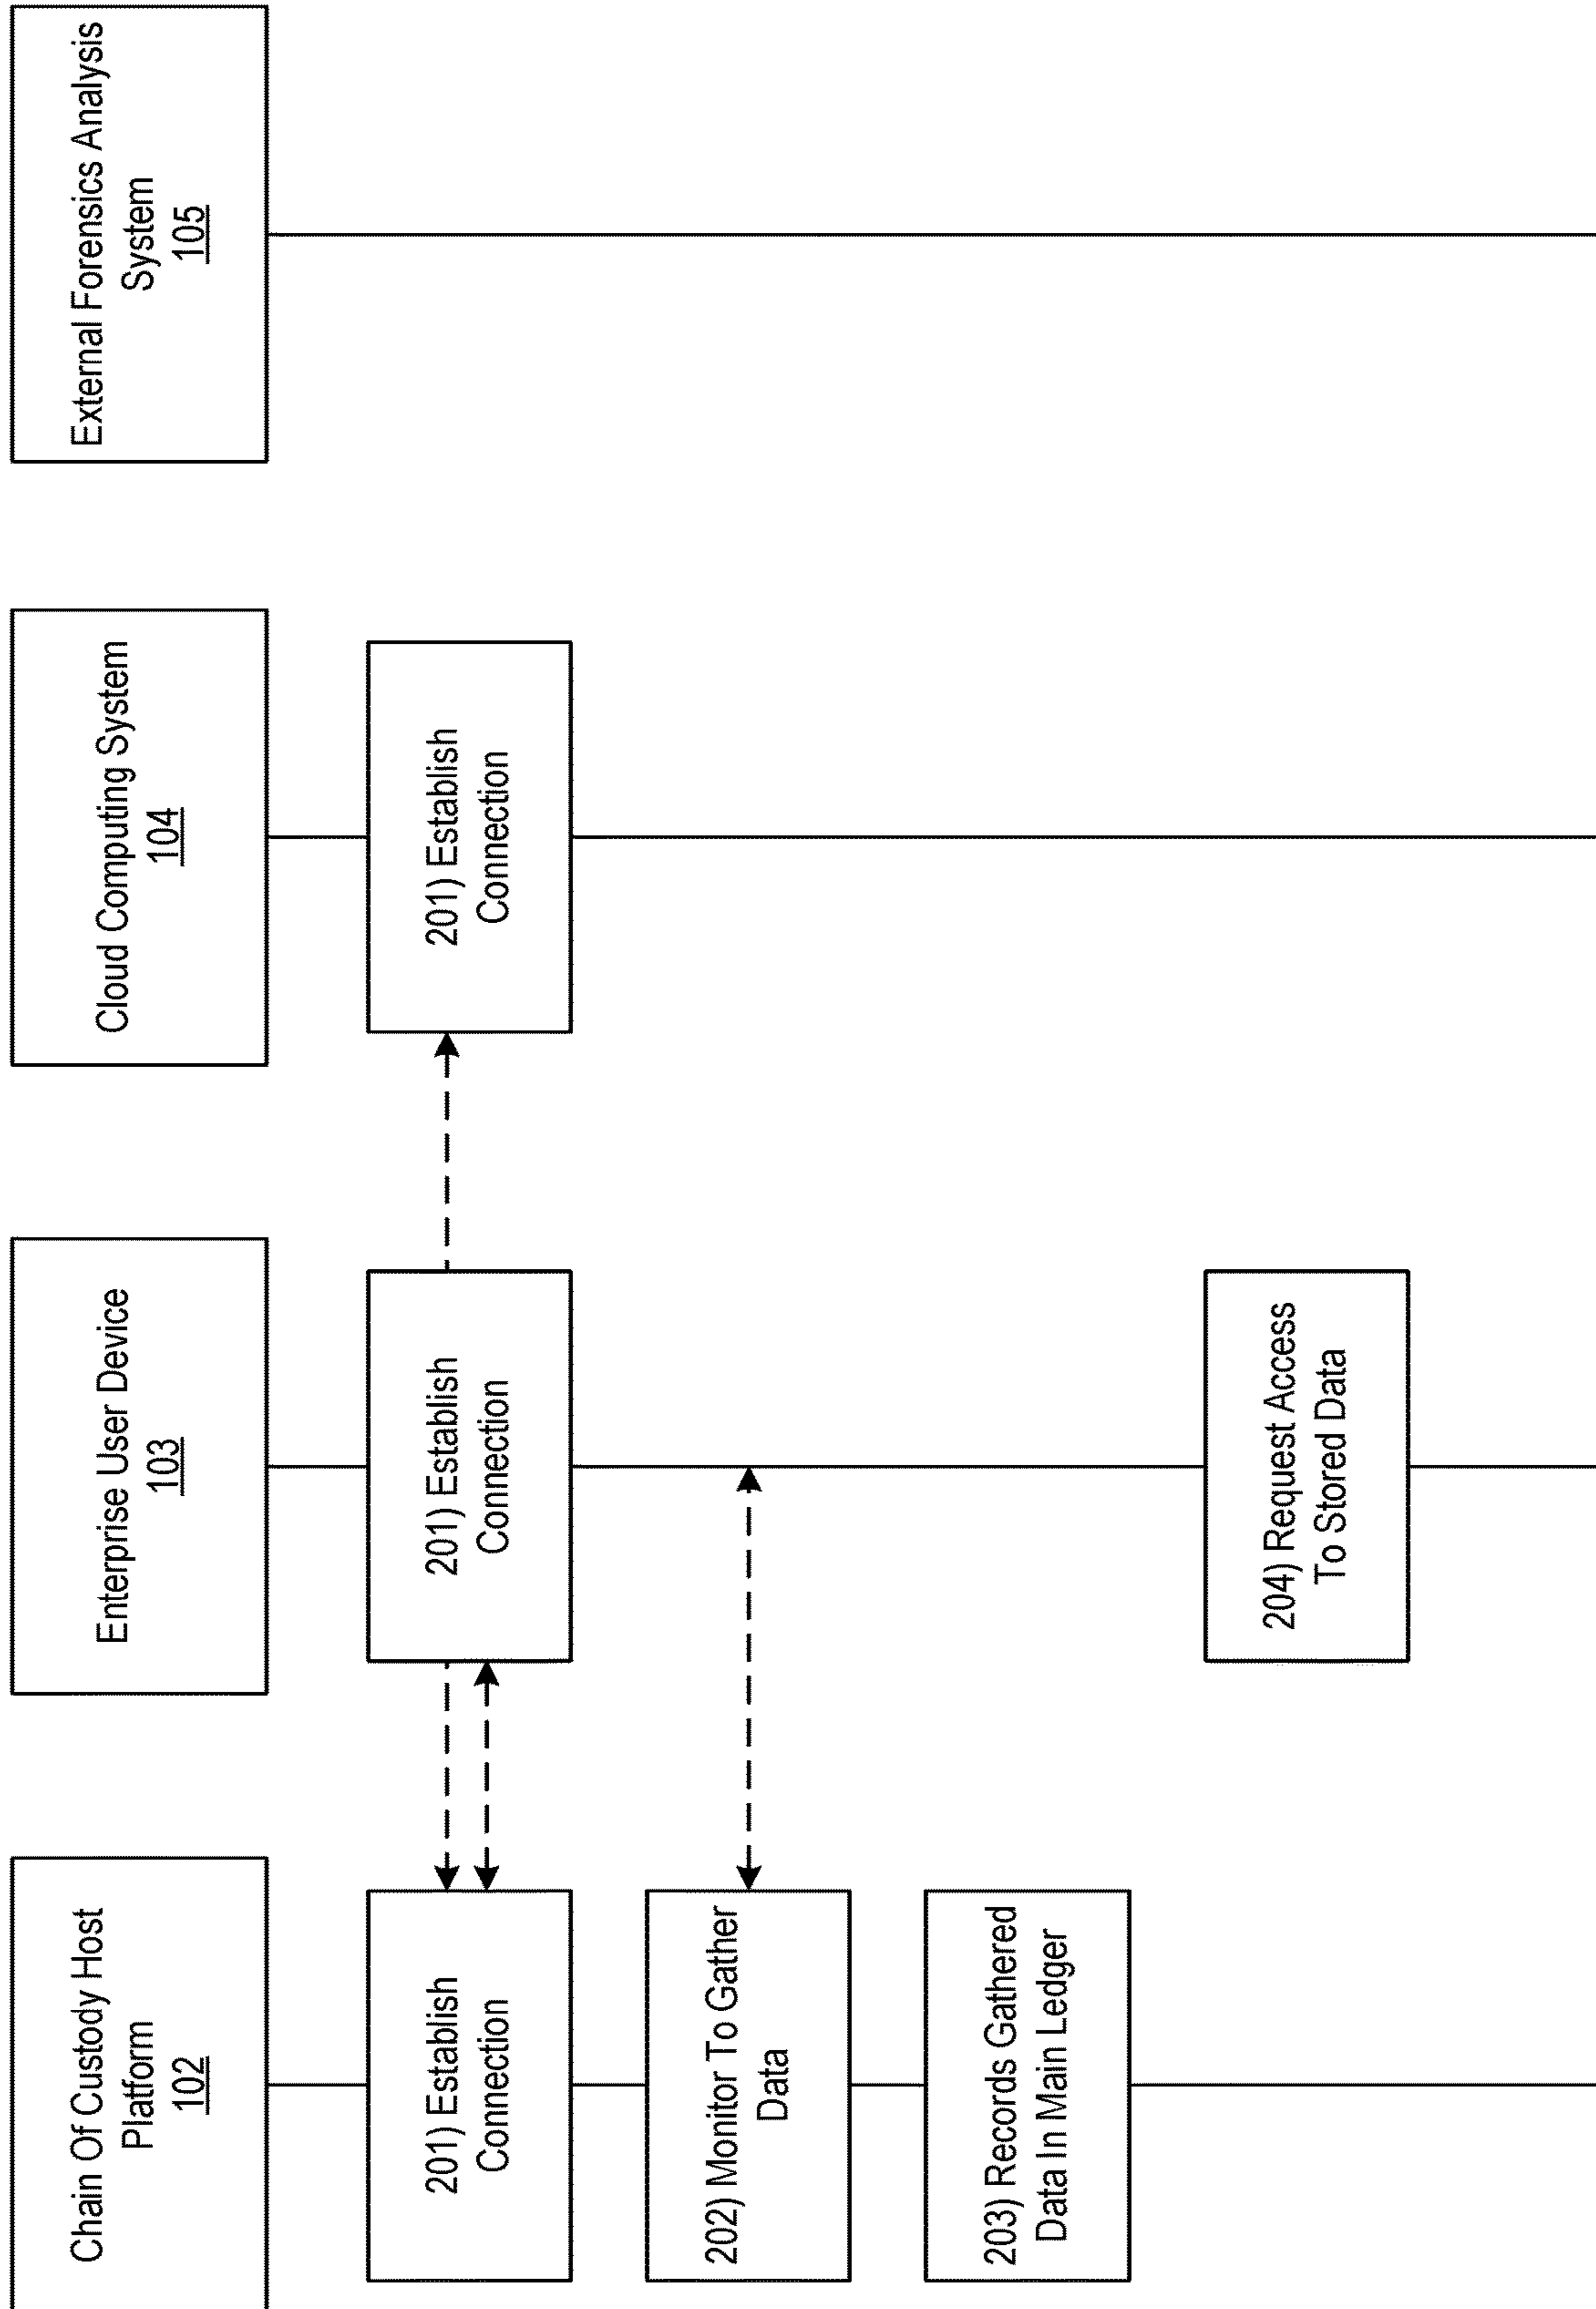 Chain Of Custody Host
Platform
102
Enterprise User Device
103
Cloud Computing System
104
External Forensics Analysis
System
105
201) Establish
Connection
201) Establish
Connection
201) Establish
Connection
202) Monitor To Gather
Data
203) Records Gathered
Data In Main Ledger
204) Request Access
To Stored Data